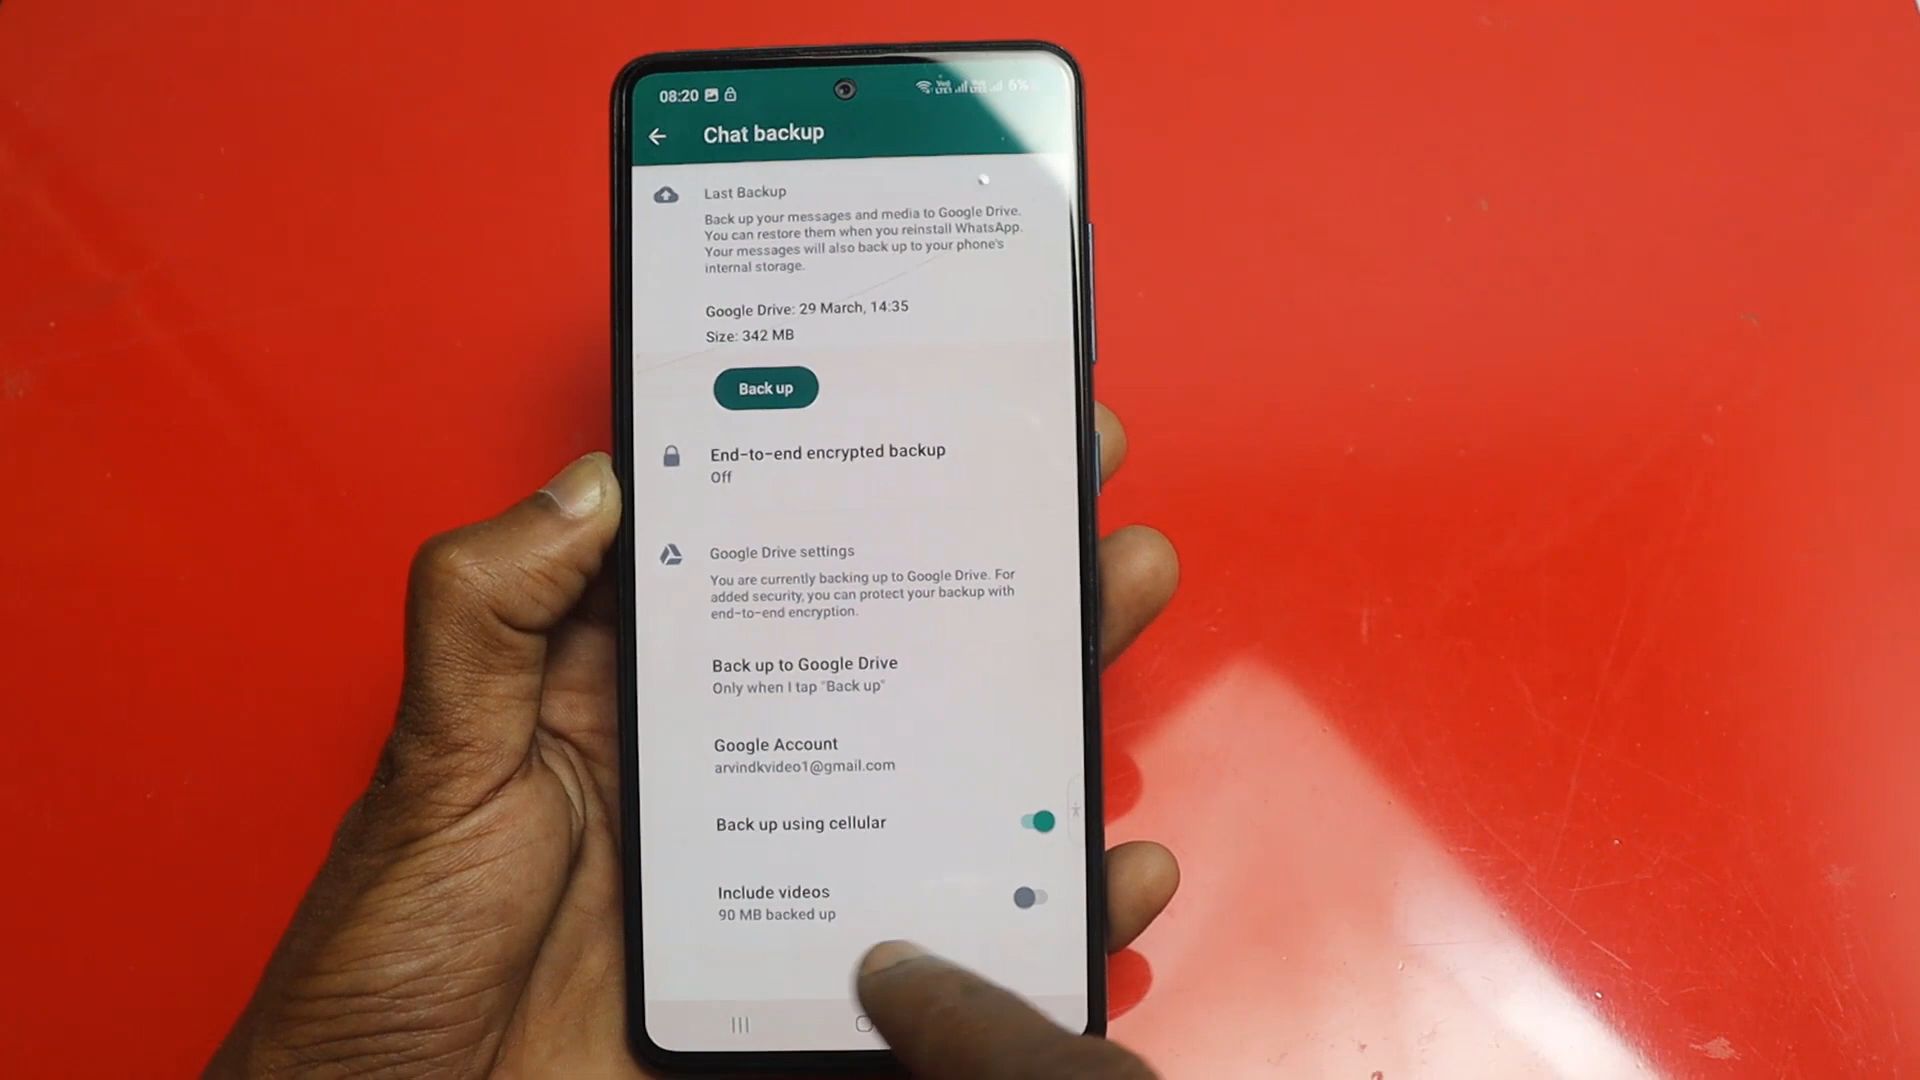 08:20 6%
Chat backup
Last Backup
Back up your messages and media to Google Drive.
You can restore them when you reinstall WhatsApp.
Your messages will also back up to your phone's
internal storage.
Google Drive: 29 March, 14:35
Size: 342 MB
Back up
End-to-end encrypted backup
Off
Google Drive settings
You are currently backing up to Google Drive. For
added security, you can protect your backup with
end-to-end encryption.
Back up to Google Drive
Only when I tap "Back up"
Google Account
arvindkvideo1@gmail.com
Back up using cellular
Include videos
90 MB backed up